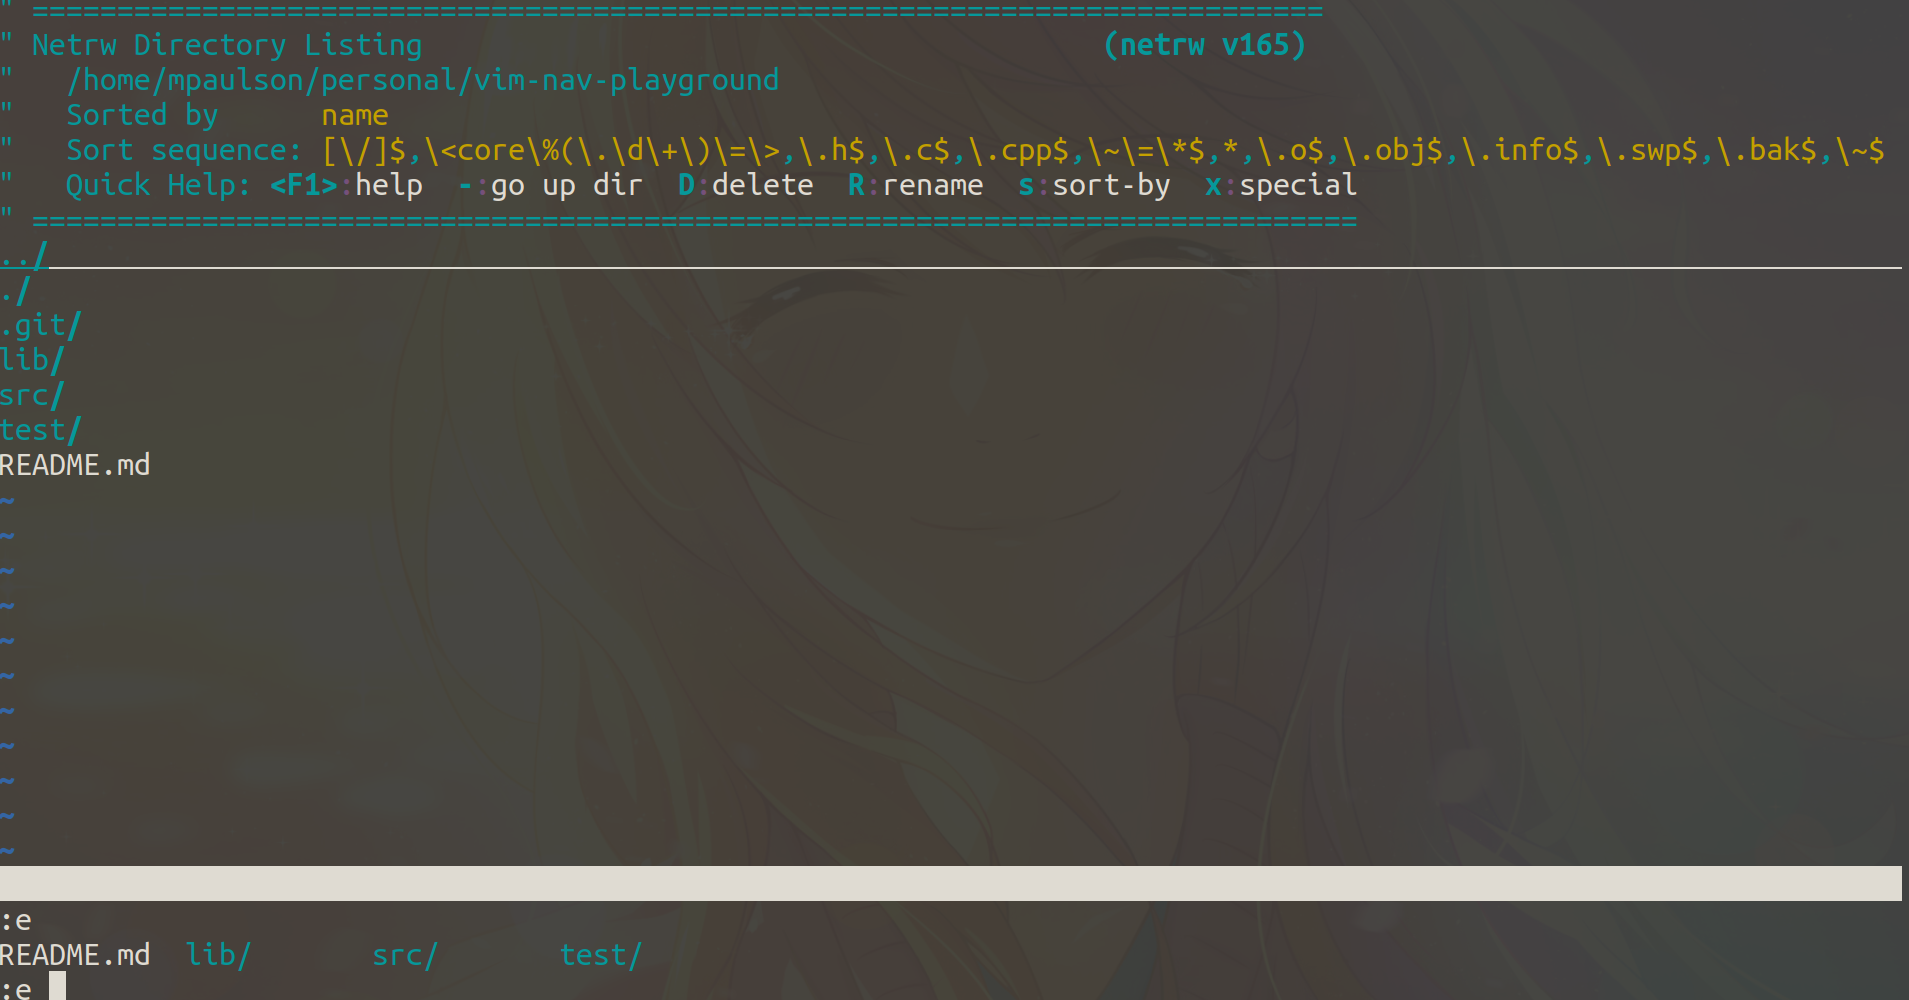 " ============================================================================
" Netrw Directory Listing                                        (netrw v165)
"   /home/mpaulson/personal/vim-nav-playground
"   Sorted by      name
"   Sort sequence: [\/]$,\<core\%(\.\d\+\)\=\>,\.h$,\.c$,\.cpp$,\~\=\*$,*,\.o$,\.obj$,\.info$,\.swp$,\.bak$,\~$
"   Quick Help: <F1>:help  -:go up dir  D:delete  R:rename  s:sort-by  x:special
" ==============================================================================
../
./
.git/
lib/
src/
test/
README.md
~
~
~
~
~
~
~
~
~
~
~
:e
README.md  lib/       src/       test/
:e